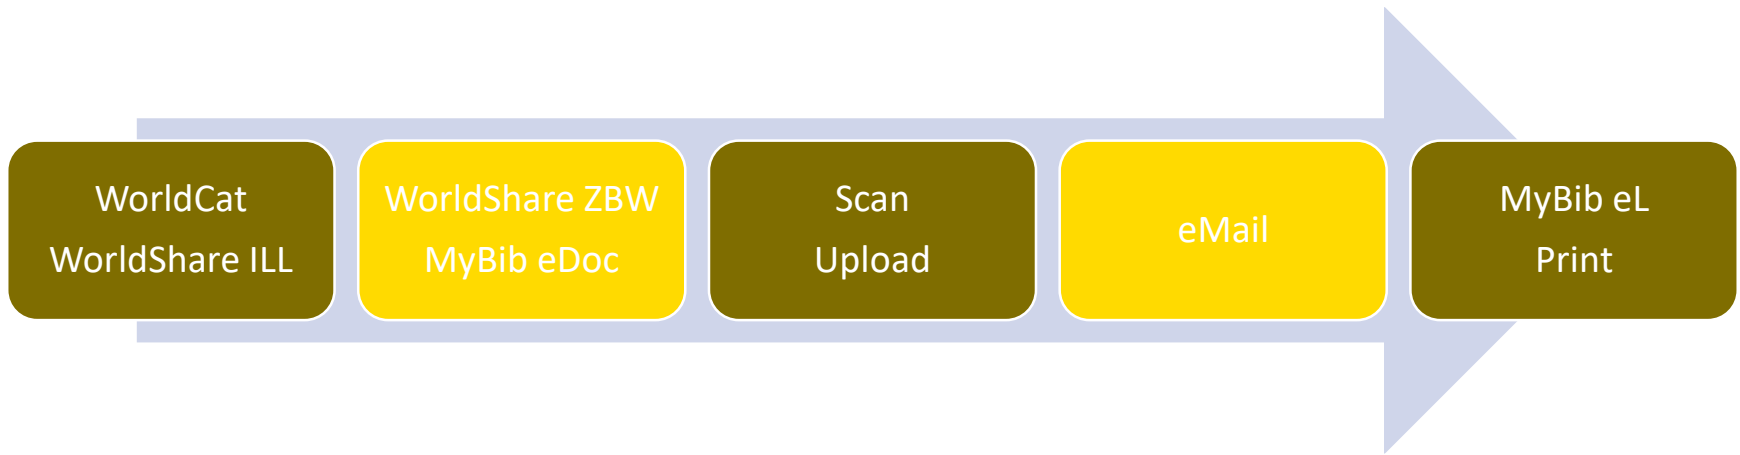 WorldCat
WorldShare ILL
WorldShare ZBW
MyBib eDoc
Scan
Upload
eMail
MyBib eL
Print